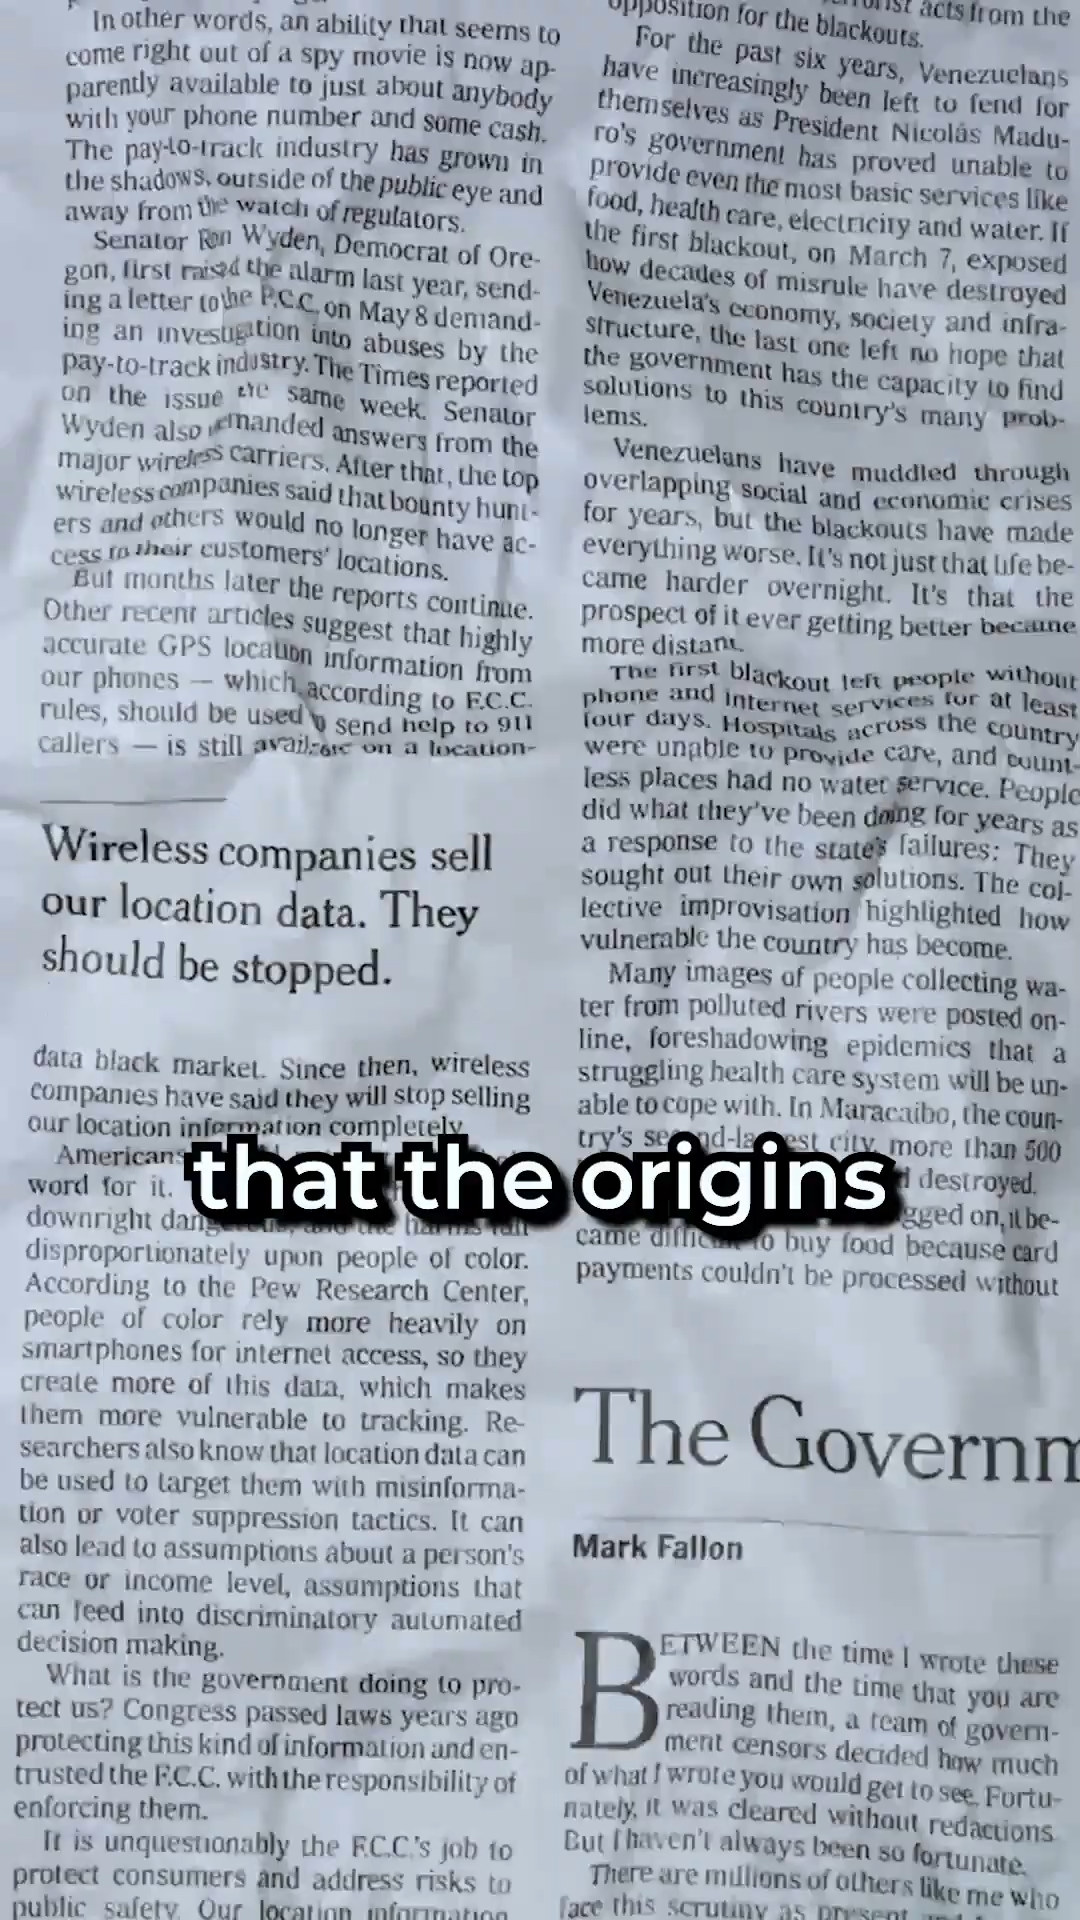 In other words, an ability that seems to
come right out of a spy movie is now ap-
parently available to just about anybody
with your phone number and some cash.
The pay-to-track industry has grown in
the shadows, outside of the public eye and
away from the watch of regulators.
Senator Ron Wyden, Democrat of Ore-
gon, first raised the alarm last year, send-
ing a letter to the F.C.C. on May 8 demand-
ing an investigation into abuses by the
pay-to-track industry. The Times reported
on the issue the same week. Senator
Wyden also demanded answers from the
major wireless carriers. After that, the top
wireless companies said that bounty hunt-
ers and others would no longer have ac-
cess to their customers' locations.
But months later the reports continue.
Other recent articles suggest that highly
accurate GPS location information from
our phones — which, according to F.C.C.
rules, should be used to send help to 911
callers — is still available on a location-
Wireless companies sell
our location data. They
should be stopped.
data black market. Since then, wireless
companies have said they will stop selling
our location information completely.
Americans
word for it.
downright dangerous, and the harms fall
disproportionately upon people of color.
According to the Pew Research Center,
people of color rely more heavily on
smartphones for internet access, so they
create more of this data, which makes
them more vulnerable to tracking. Re-
searchers also know that location data can
be used to target them with misinforma-
tion or voter suppression tactics. It can
also lead to assumptions about a person's
race or income level, assumptions that
can feed into discriminatory automated
decision making.
What is the government doing to pro-
tect us? Congress passed laws years ago
protecting this kind of information and en-
trusted the F.C.C. with the responsibility of
enforcing them.
It is unquestionably the F.C.C.'s job to
protect consumers and address risks to
public safety. Our location information
acts from the
opposition for the blackouts.
For the past six years, Venezuelans
have increasingly been left to fend for
themselves as President Nicolás Madu-
ro's government has proved unable to
provide even the most basic services like
food, health care, electricity and water. If
the first blackout, on March 7, exposed
how decades of misrule have destroyed
Venezuela's economy, society and infra-
structure, the last one left no hope that
the government has the capacity to find
solutions to this country's many prob-
lems.
Venezuelans have muddled through
overlapping social and economic crises
for years, but the blackouts have made
everything worse. It's not just that life be-
came harder overnight. It's that the
prospect of it ever getting better became
more distant.
The first blackout left people without
phone and internet services for at least
four days. Hospitals across the country
were unable to provide care, and count-
less places had no water service. People
did what they've been doing for years as
a response to the state's failures: They
sought out their own solutions. The col-
lective improvisation highlighted how
vulnerable the country has become.
Many images of people collecting wa-
ter from polluted rivers were posted on-
line, foreshadowing epidemics that a
struggling health care system will be un-
able to cope with. In Maracaibo, the coun-
try's second-largest city, more than 500
destroyed.
gged on, it be-
came difficult to buy food because card
payments couldn't be processed without
that the origins
The Governm
Mark Fallon
BETWEEN the time I wrote these
words and the time that you are
reading them, a team of govern-
ment censors decided how much
of what I wrote you would get to see. Fortu-
nately, it was cleared without redactions.
But I haven't always been so fortunate.
There are millions of others like me who
face this scrutiny as present